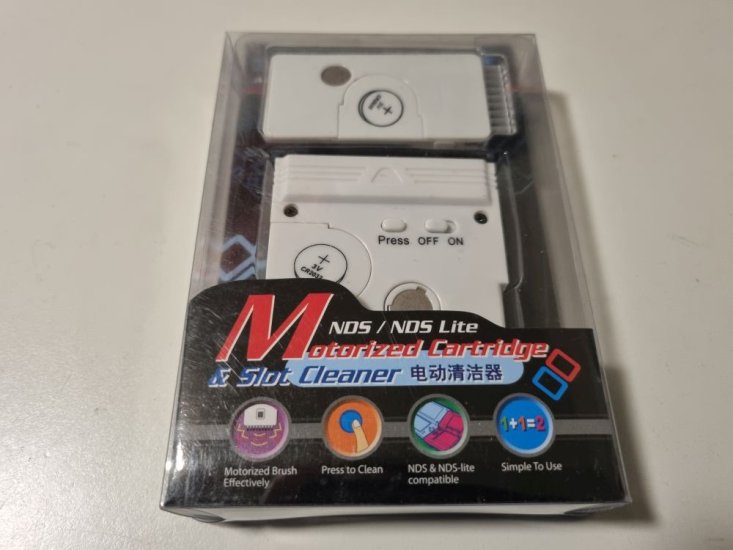 Press OFF ON
+
3V
NDS / NDS Lite
Motorized Cartridge
& Slot Cleaner 电动清洁器
1+1=2
Motorized Brush
Effectively
Press to Clean
NDS & NDS-lite
compatible
Simple To Use